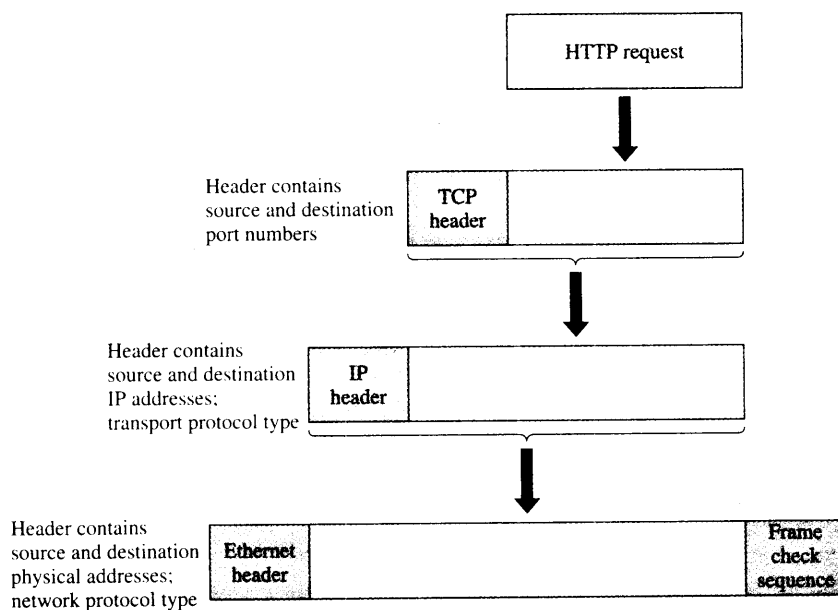 HTTP request
Header contains
source and destination
port numbers
TCP
header
Header contains
source and destination
IP addresses;
transport protocol type
IP
header
Header contains
source and destination
physical addresses;
network protocol type
Ethernet
header
Frame
check
sequence